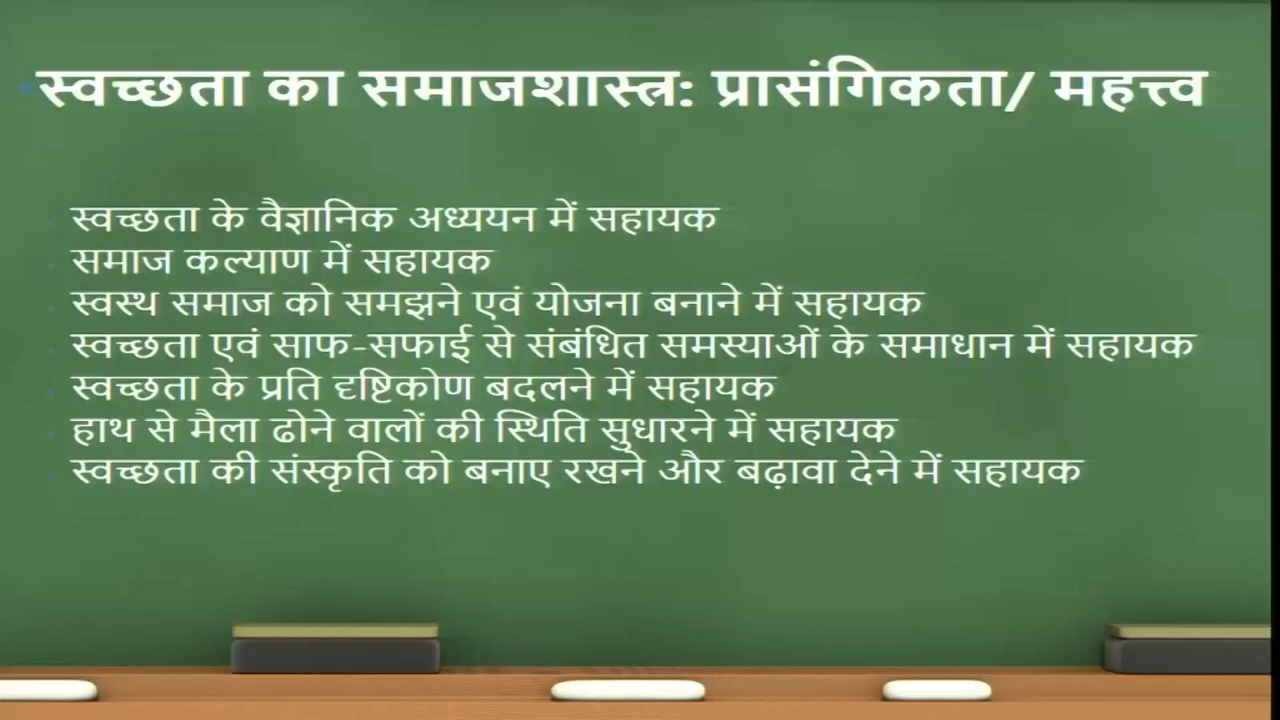 स्वच्छता का समाजशास्त्र: प्रासंगिकता/ महत्त्व
स्वच्छता के वैज्ञानिक अध्ययन में सहायक
समाज कल्याण में सहायक
स्वस्थ समाज को समझने एवं योजना बनाने में सहायक
स्वच्छता एवं साफ-सफाई से संबंधित समस्याओं के समाधान में सहायक
स्वच्छता के प्रति दृष्टिकोण बदलने में सहायक
हाथ से मैला ढोने वालों की स्थिति सुधारने में सहायक
स्वच्छता की संस्कृति को बनाए रखने और बढ़ावा देने में सहायक